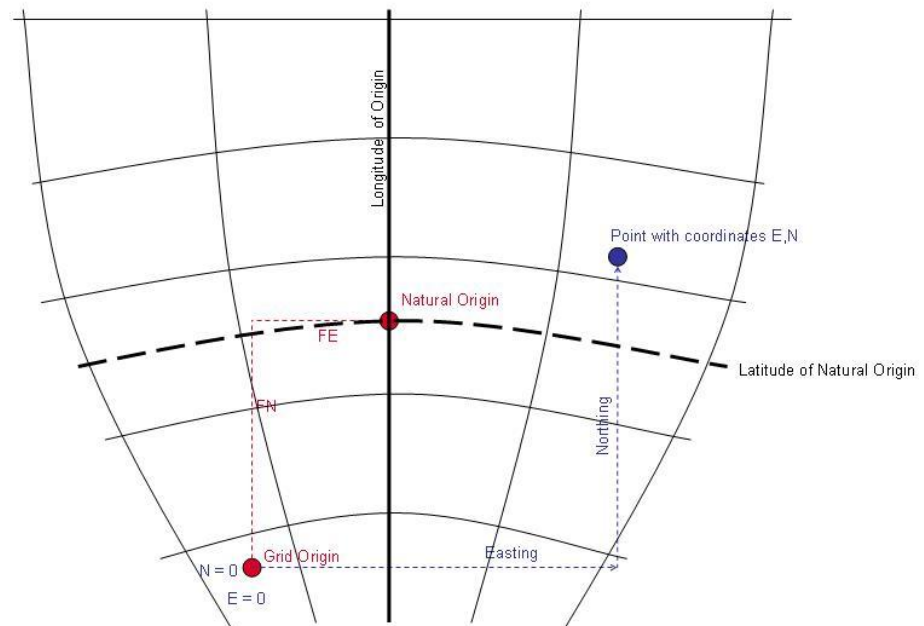 Longitude of Origin
Point with coordinates E,N
Natural Origin
FE
Latitude of Natural Origin
FN
Northing
Grid Origin
Easting
N = 0
E = 0